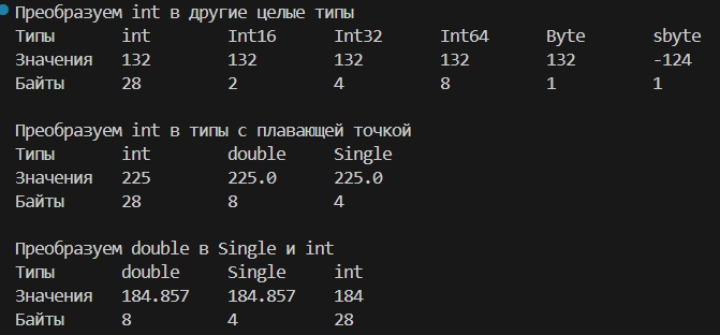 Преобразуем int в другие целые типы
Типы int Int16 Int32 Int64 Byte sbyte
Значения 132 132 132 132 132 -124
Байты 28 2 4 8 1 1
Преобразуем int в типы с плавающей точкой
Типы int double Single
Значения 225 225.0 225.0
Байты 28 8 4
Преобразуем double в Single и int
Типы double Single int
Значения 184.857 184.857 184
Байты 8 4 28